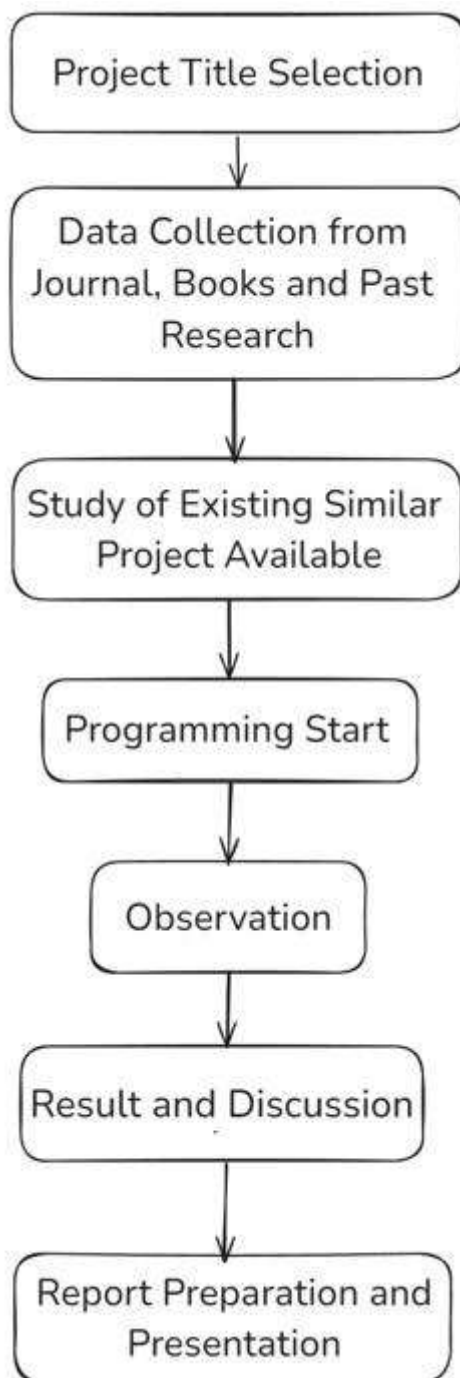 Project Title Selection
Data Collection from
Journal, Books and Past
Research
Study of Existing Similar
Project Available
Programming Start
Observation
Result and Discussion
Report Preparation and
Presentation